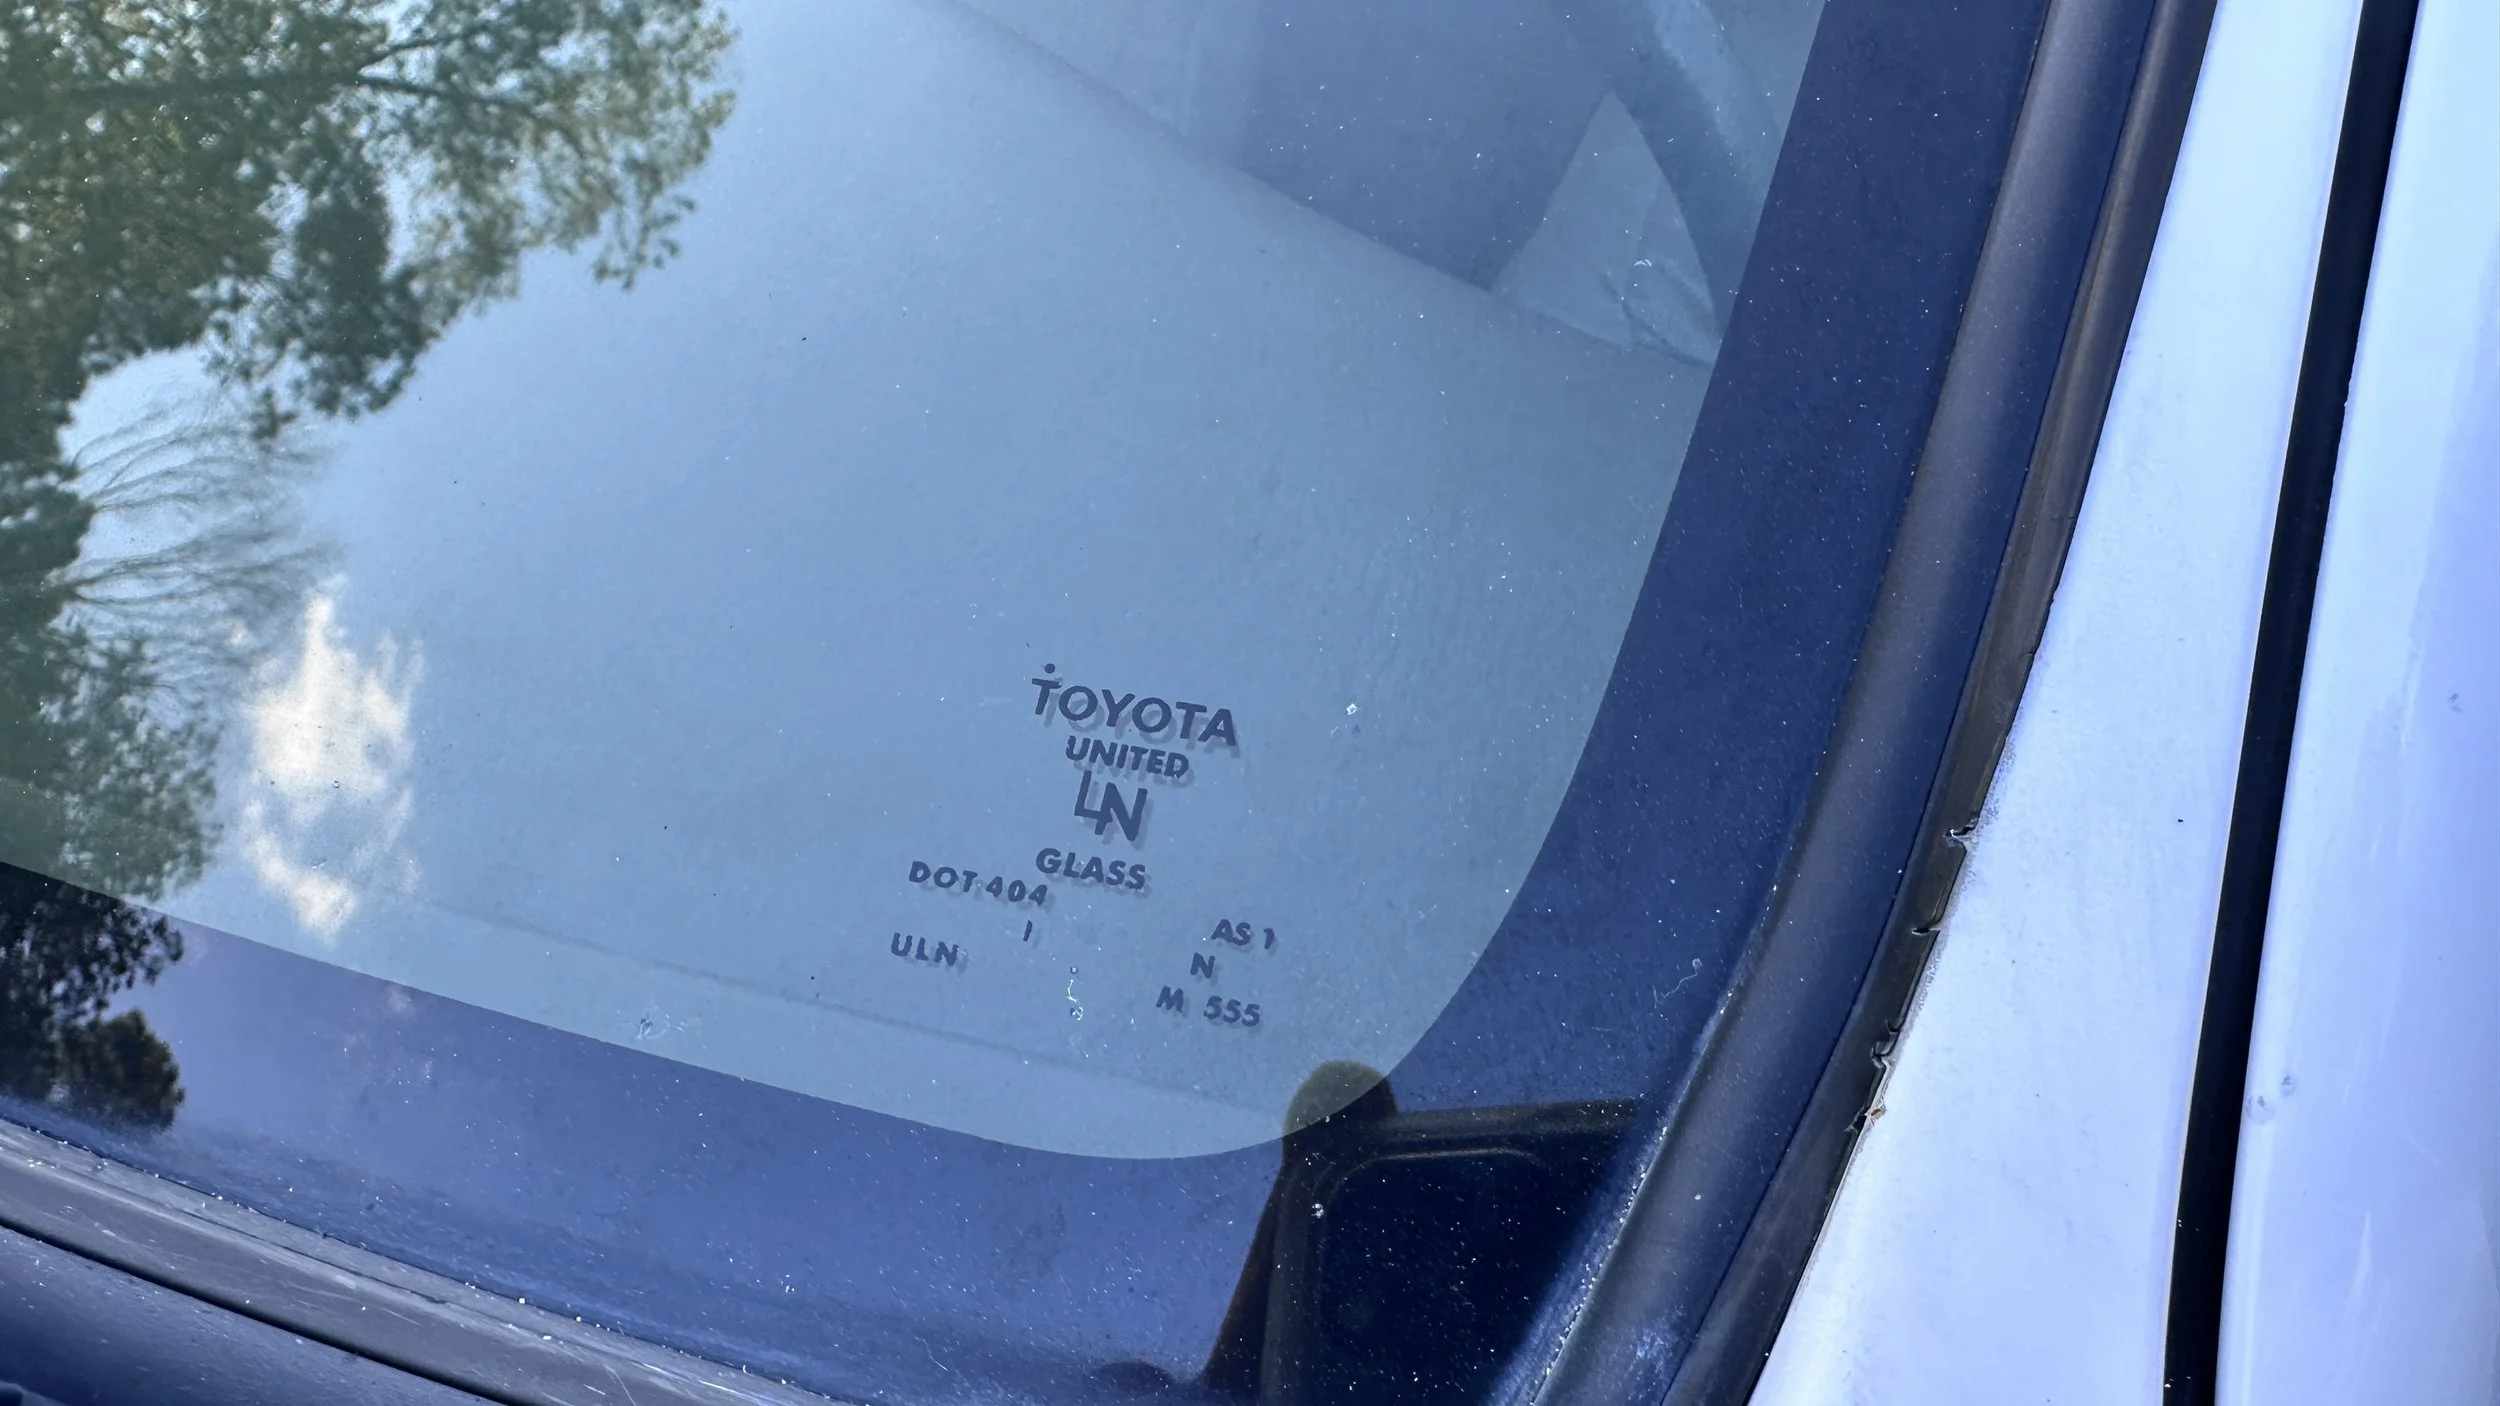 TOYOTA
UNITED
LN
GLASS
DOT 404 AS 1
I N
ULN M 555